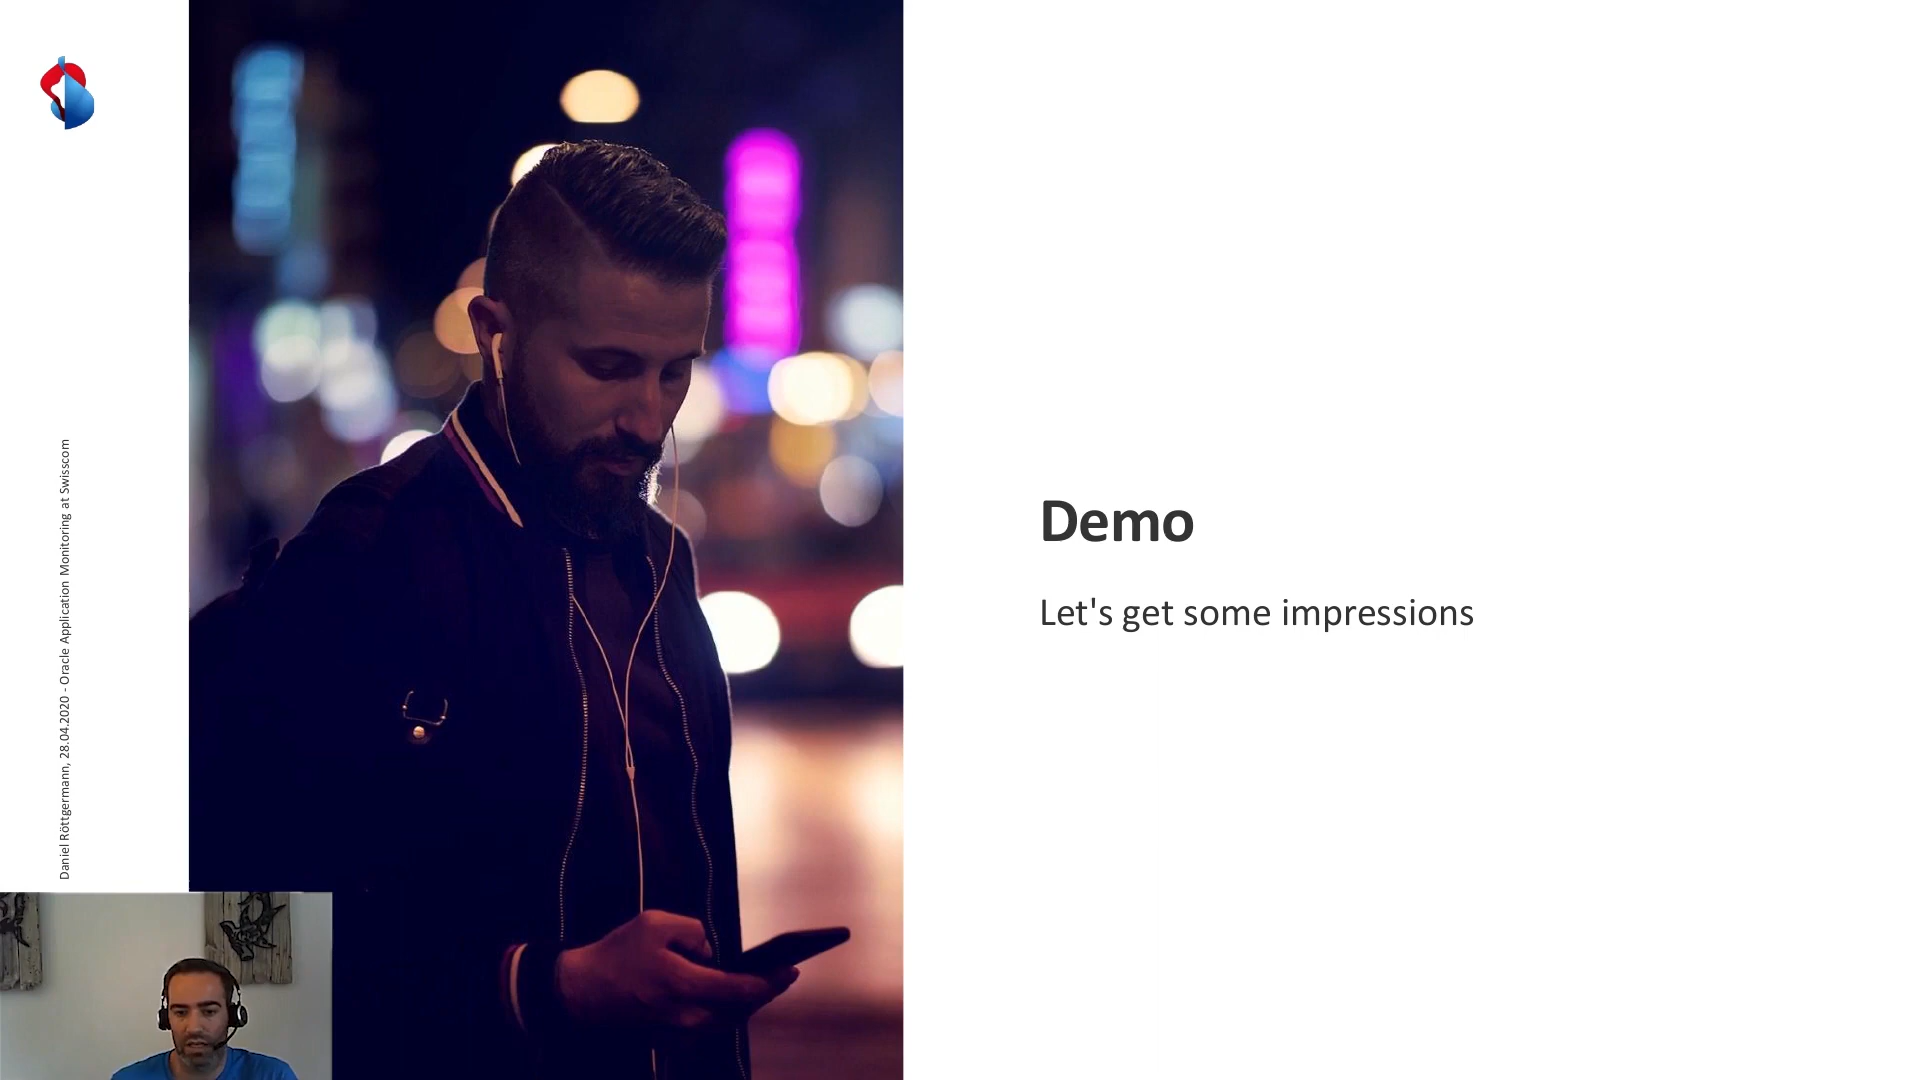 Daniel Röttgermann, 28.04.2020 - Oracle Application Monitoring at Swisscom
Demo
Let's get some impressions